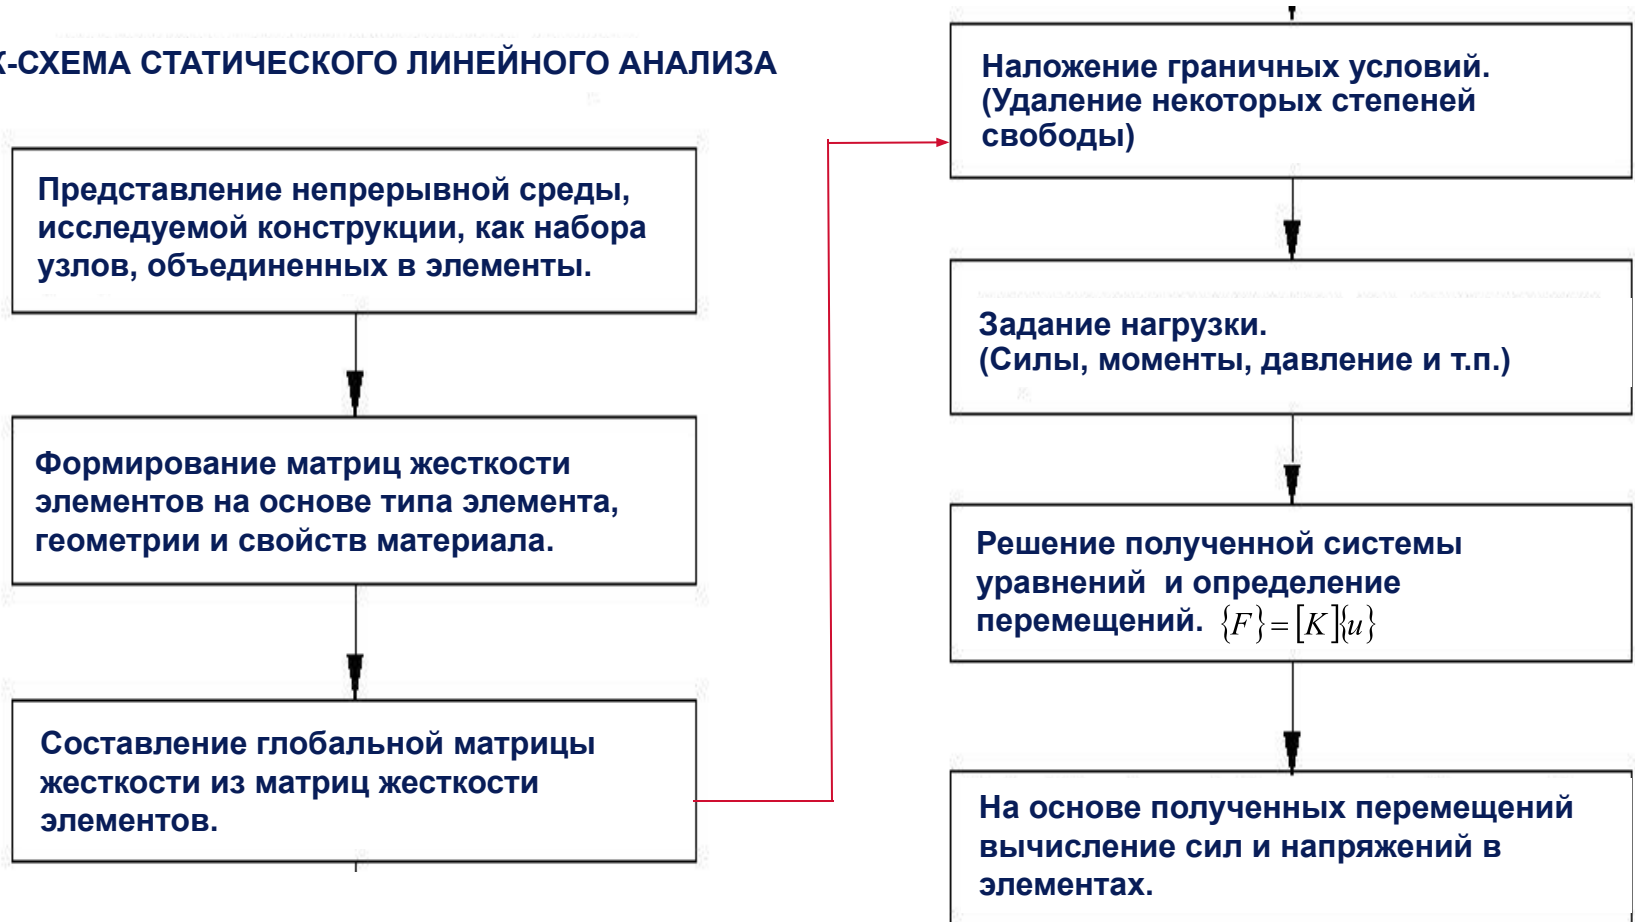 К-СХЕМА СТАТИЧЕСКОГО ЛИНЕЙНОГО АНАЛИЗА
Представление непрерывной среды,
исследуемой конструкции, как набора
узлов, объединенных в элементы.
Формирование матриц жесткости
элементов на основе типа элемента,
геометрии и свойств материала.
Составление глобальной матрицы
жесткости из матриц жесткости
элементов.
Наложение граничных условий.
(Удаление некоторых степеней
свободы)
Задание нагрузки.
(Силы, моменты, давление и т.п.)
Решение полученной системы
уравнений и определение
перемещений. {F}=[K]{u}
На основе полученных перемещений
вычисление сил и напряжений в
элементах.